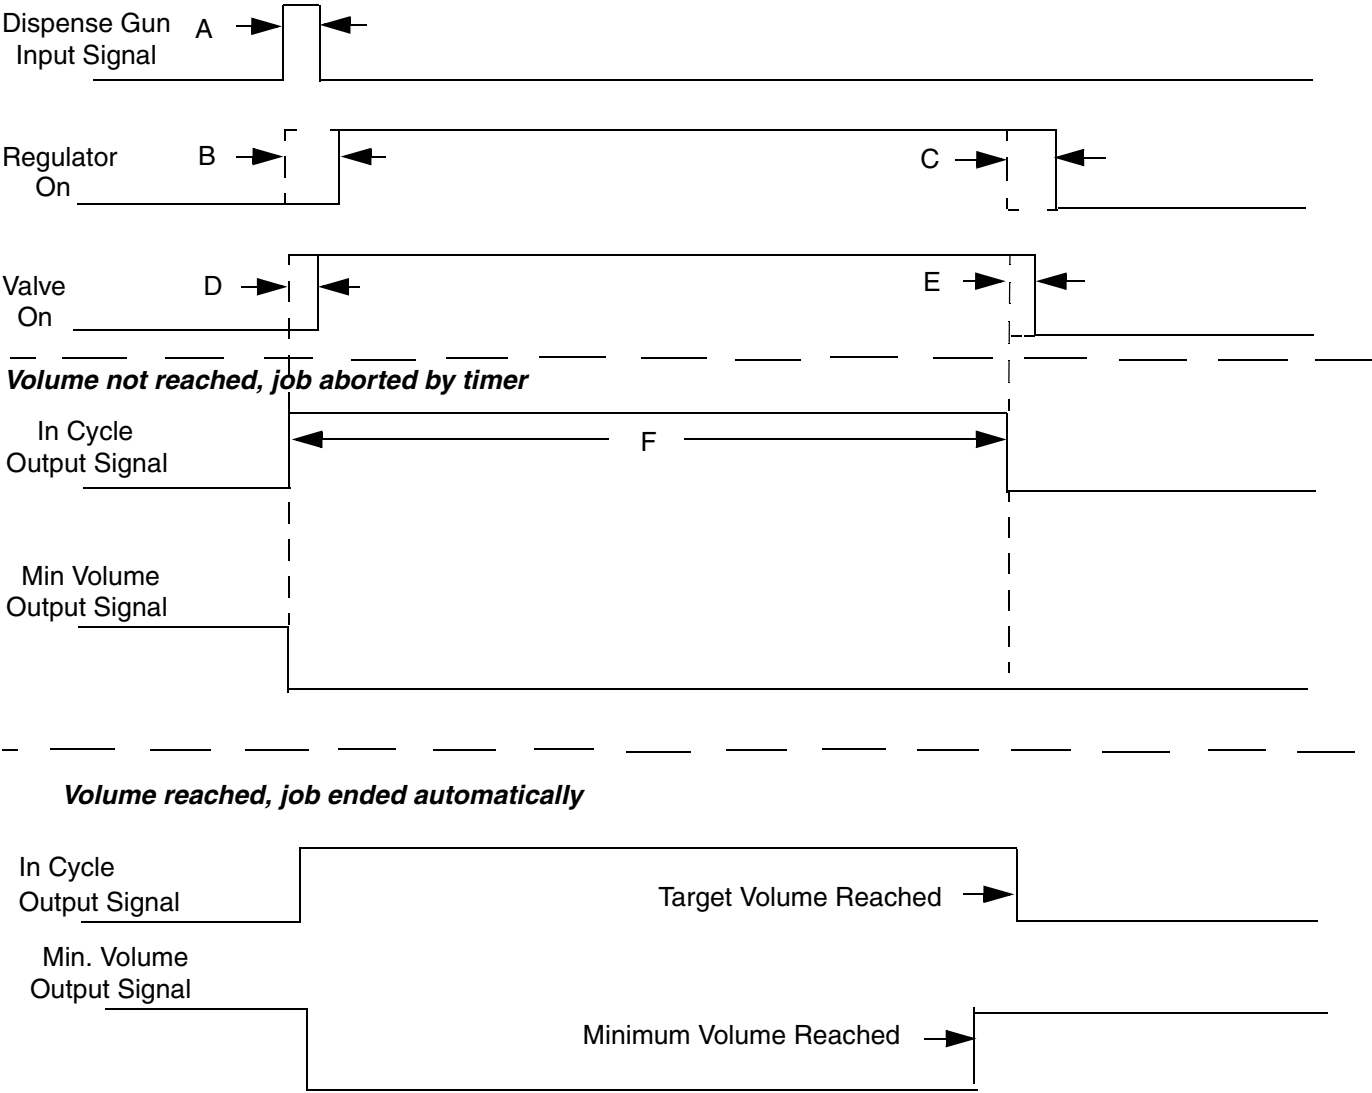 Dispense Gun
Input Signal
A
Regulator
On
B
C
Valve
On
D
E
Volume not reached, job aborted by timer
In Cycle
Output Signal
F
Min Volume
Output Signal
Volume reached, job ended automatically
In Cycle
Output Signal
Target Volume Reached
Min. Volume
Output Signal
Minimum Volume Reached